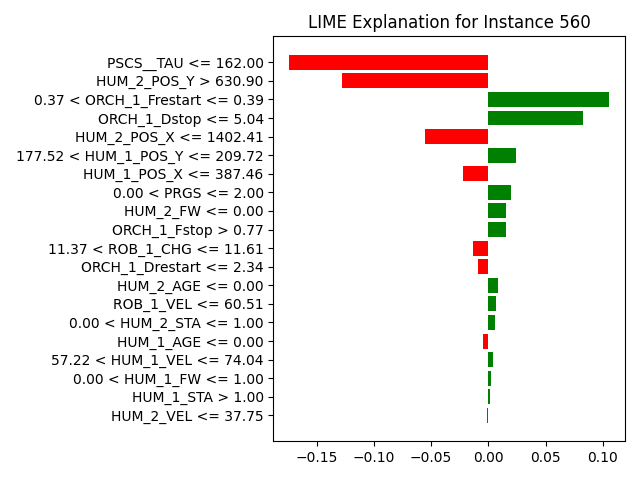 LIME Explanation for Instance 560
PSCS__TAU <= 162.00
HUM_2_POS_Y > 630.90
0.37 < ORCH_1_Frestart <= 0.39
ORCH_1_Dstop <= 5.04
HUM_2_POS_X <= 1402.41
177.52 < HUM_1_POS_Y <= 209.72
HUM_1_POS_X <= 387.46
0.00 < PRGS <= 2.00
HUM_2_FW <= 0.00
ORCH_1_Fstop > 0.77
11.37 < ROB_1_CHG <= 11.61
ORCH_1_Drestart <= 2.34
HUM_2_AGE <= 0.00
ROB_1_VEL <= 60.51
0.00 < HUM_2_STA <= 1.00
HUM_1_AGE <= 0.00
57.22 < HUM_1_VEL <= 74.04
0.00 < HUM_1_FW <= 1.00
HUM_1_STA > 1.00
HUM_2_VEL <= 37.75
−0.15 −0.10 −0.05 0.00 0.05 0.10